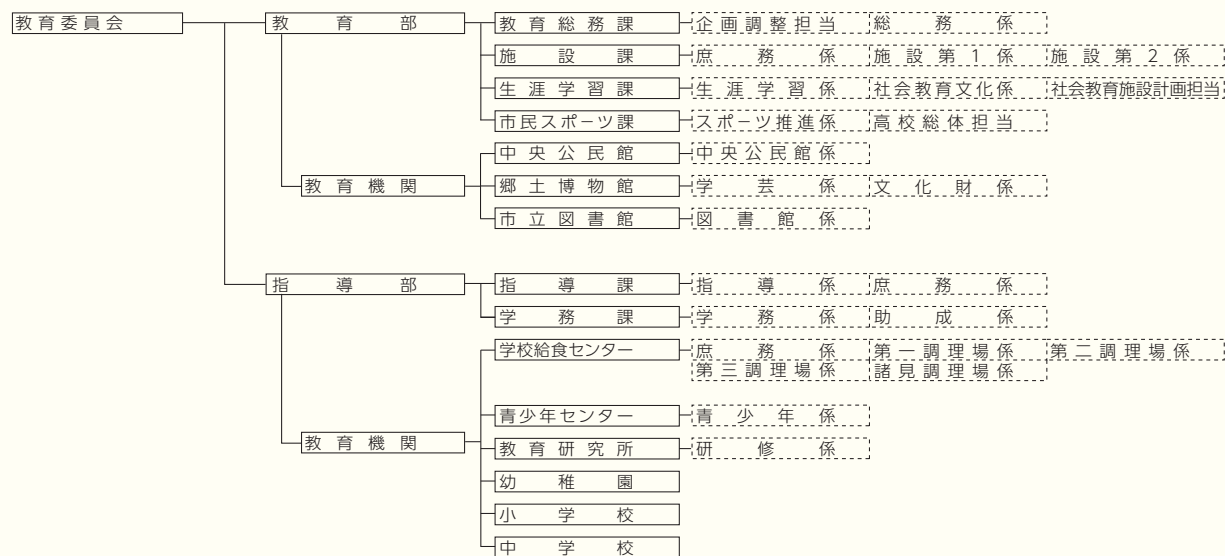 教育委員会 教育部 教育総務課 企画調整担当 総務係
施設課 庶務係 施設第1係 施設第2係
生涯学習課 生涯学習係 社会教育文化係 社会教育施設計画担当
市民スポーツ課 スポーツ推進係 高校総体担当
中央公民館 中央公民館係
教育機関 郷土博物館 学芸係 文化財係
市立図書館 図書館係
指導部 指導課 指導係 庶務係
学務課 学務係 助成係
学校給食センター 庶務係 第一調理場係 第二調理場係
第三調理場係 諸見調理場係
青少年センター 青少年係
教育機関 教育研究所 研修係
幼稚園
小学校
中学校